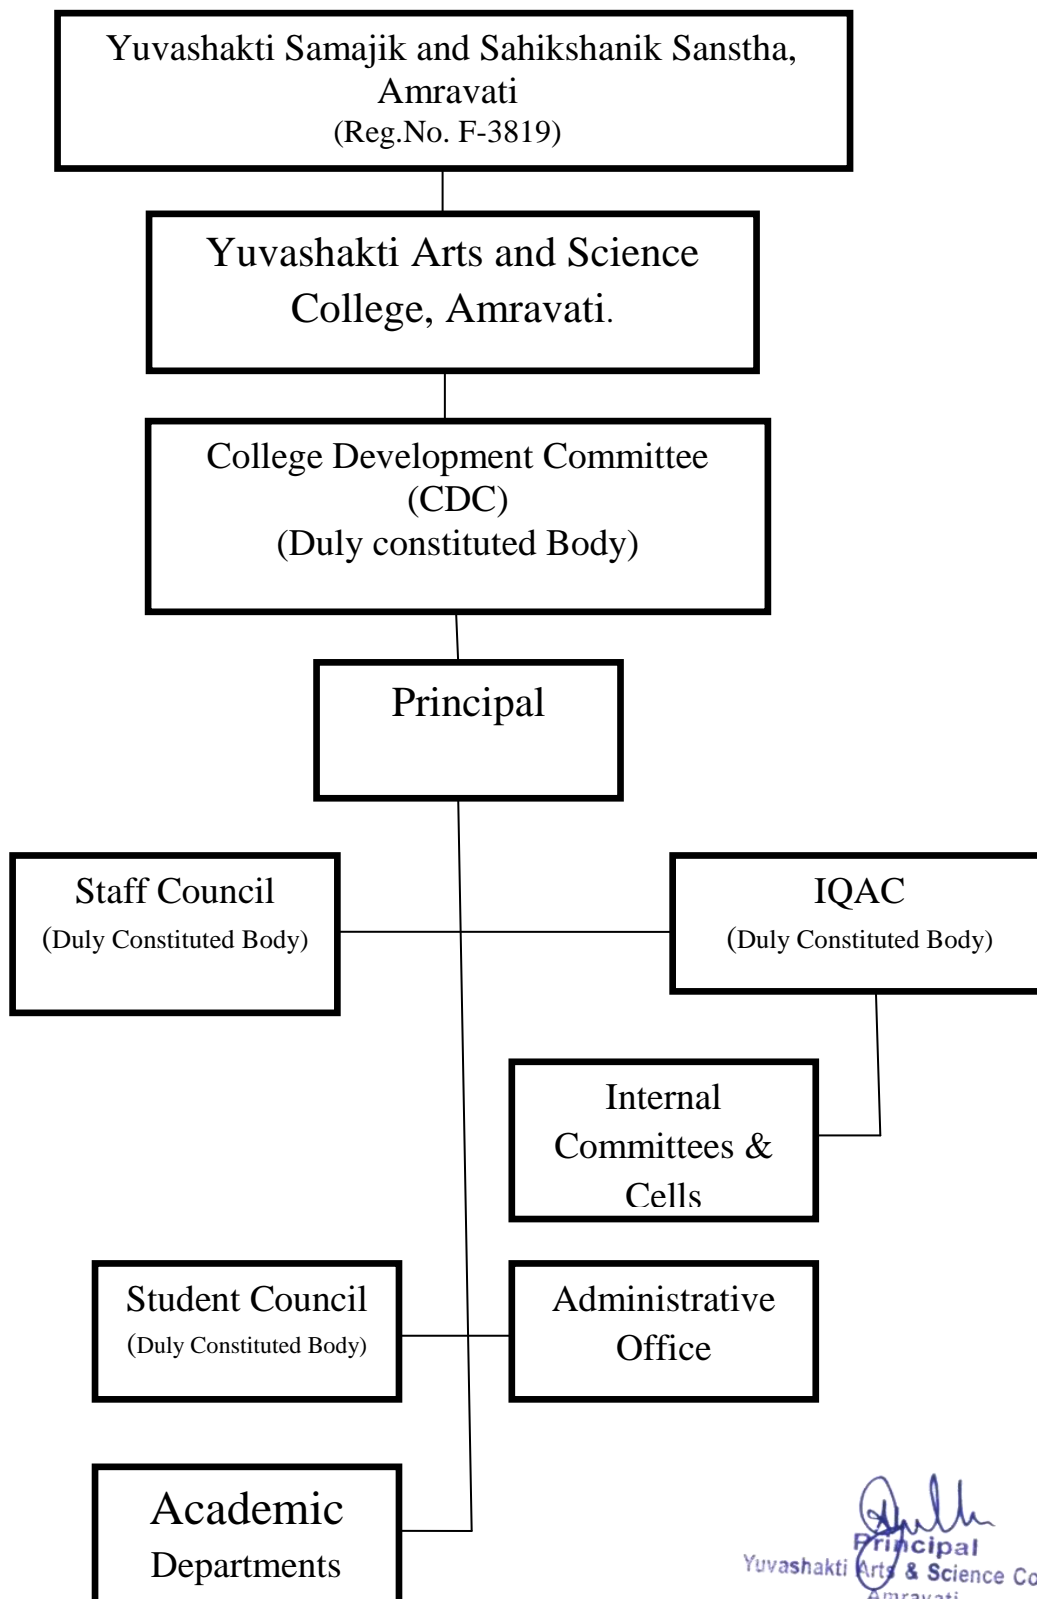 Yuvashakti Samajik and Sahikshanik Sanstha,
Amravati
(Reg.No. F-3819)
Yuvashakti Arts and Science
College, Amravati.
College Development Committee
(CDC)
(Duly constituted Body)
Principal
Staff Council
(Duly Constituted Body)
IQAC
(Duly Constituted Body)
Internal
Committees &
Cells
Student Council
(Duly Constituted Body)
Administrative
Office
Academic
Departments
Principal
Yuvashakti Arts & Science Co
Amravati